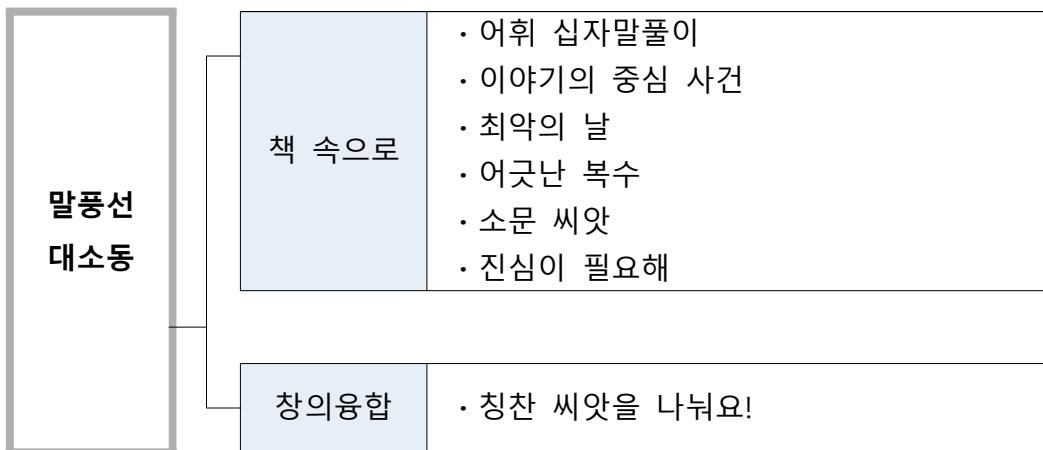 말풍선
대소동
책 속으로
· 어휘 십자말풀이
· 이야기의 중심 사건
· 최악의 날
· 어긋난 복수
· 소문 씨앗
· 진심이 필요해
창의융합
· 칭찬 씨앗을 나눠요!